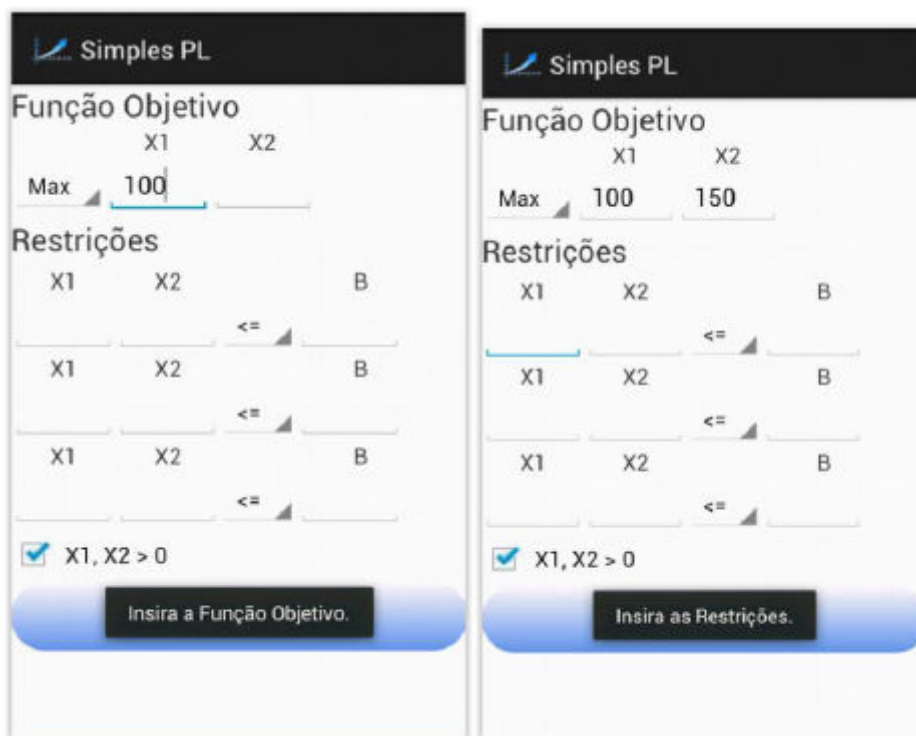 Simples PL
Função Objetivo
X1 X2
Max 100
Restrições
X1 X2 B
<=
X1 X2 B
<=
X1 X2 B
<=
X1, X2 > 0
Insira a Função Objetivo.
Simples PL
Função Objetivo
X1 X2
Max 100 150
Restrições
X1 X2 B
<=
X1 X2 B
<=
X1 X2 B
<=
X1, X2 > 0
Insira as Restrições.